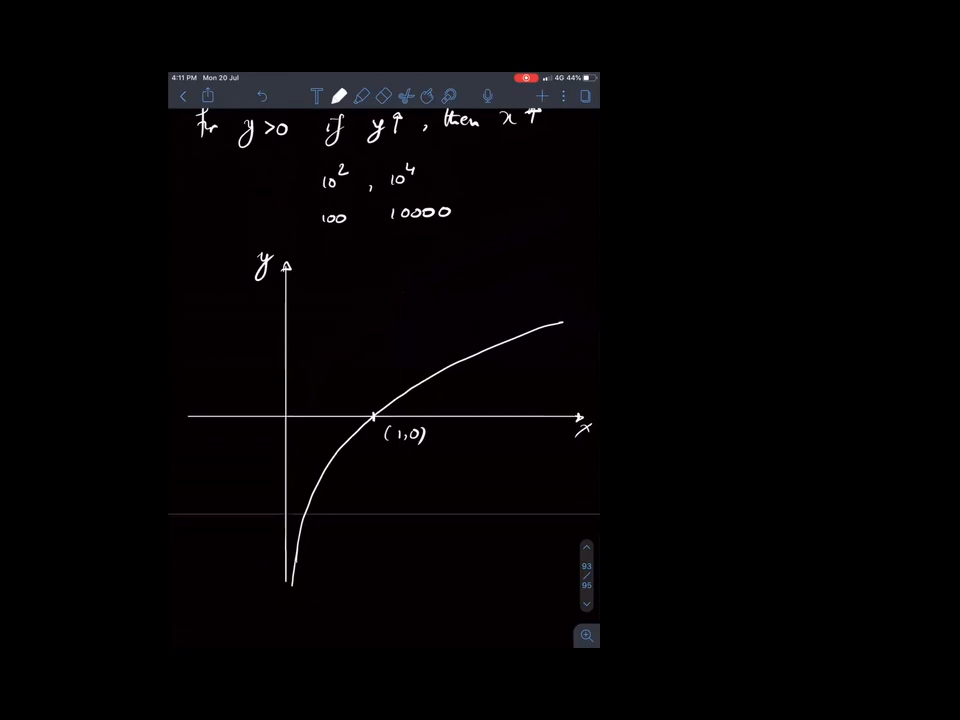 4:11 PM Mon 20 Jul 4G 44%
T
for y >0 if y↑ , then x ↑
10² , 10⁴
100 10000
y
(1,0)
x
93
/
95